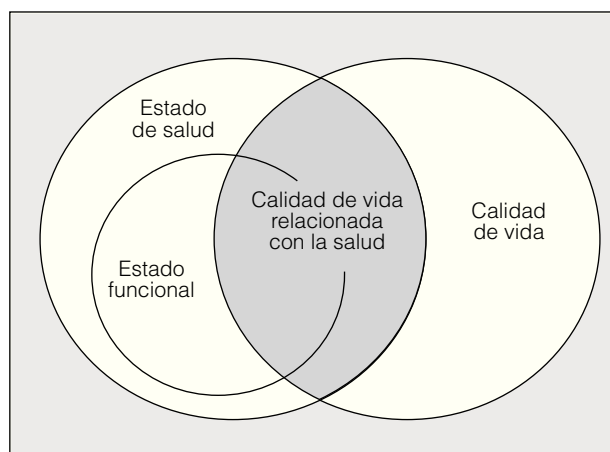 Estado
de salud
Calidad de vida
relacionada
con la salud
Calidad
de vida
Estado
funcional